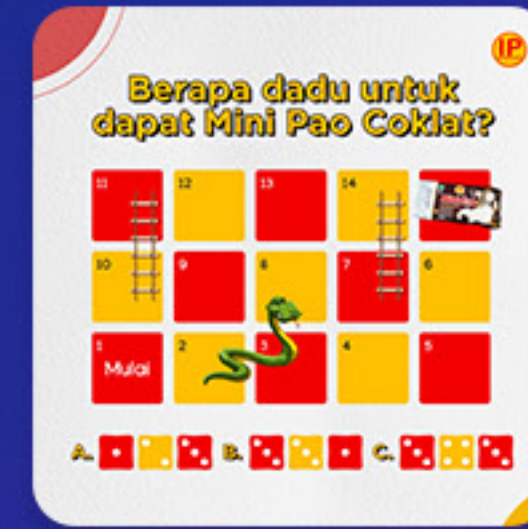 IP
Berapa dadu untuk
dapat Mini Pao Coklat?
11 12 13 14
10 9 8 7 6
1 2 3 4 5
Mulai
A. B. C.